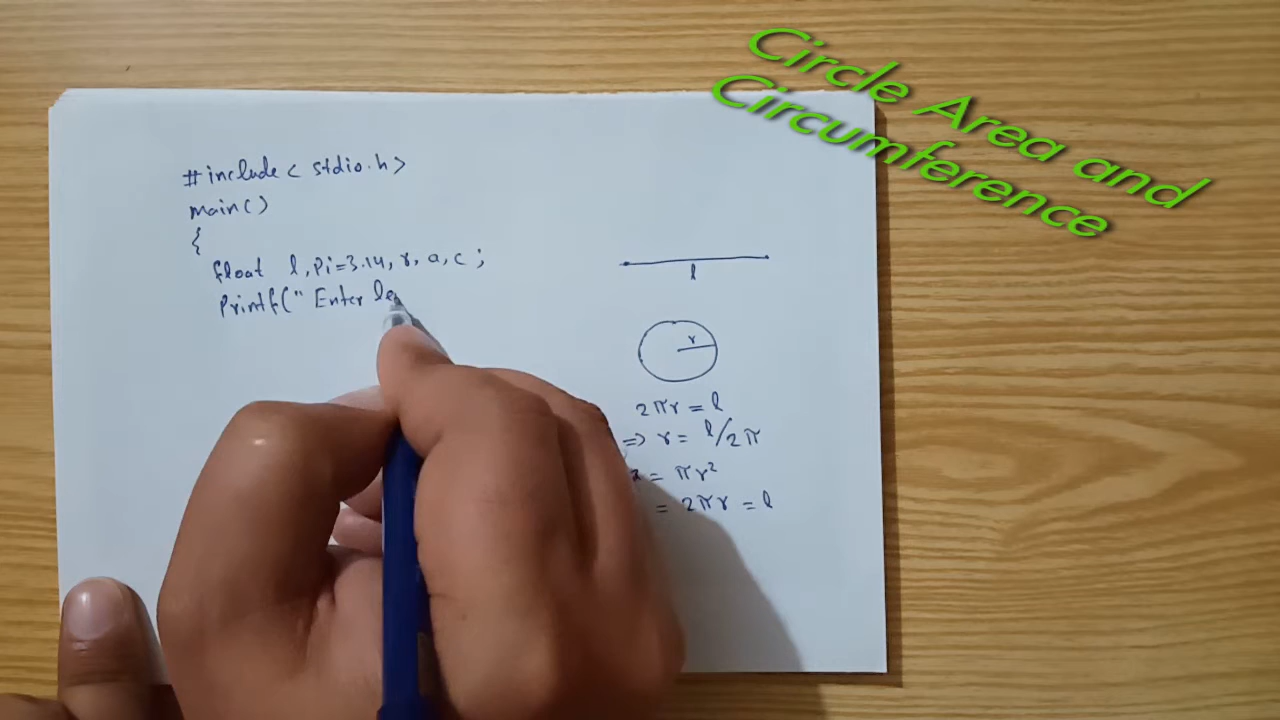 Circle Area and
Circumference
#include< stdio.h>
main()
{
float l, Pi=3.14, r, a, c ;
Printf(" Enter le
l
r
2πr = l
=> r = l/2π
= πr²
= 2πr = l